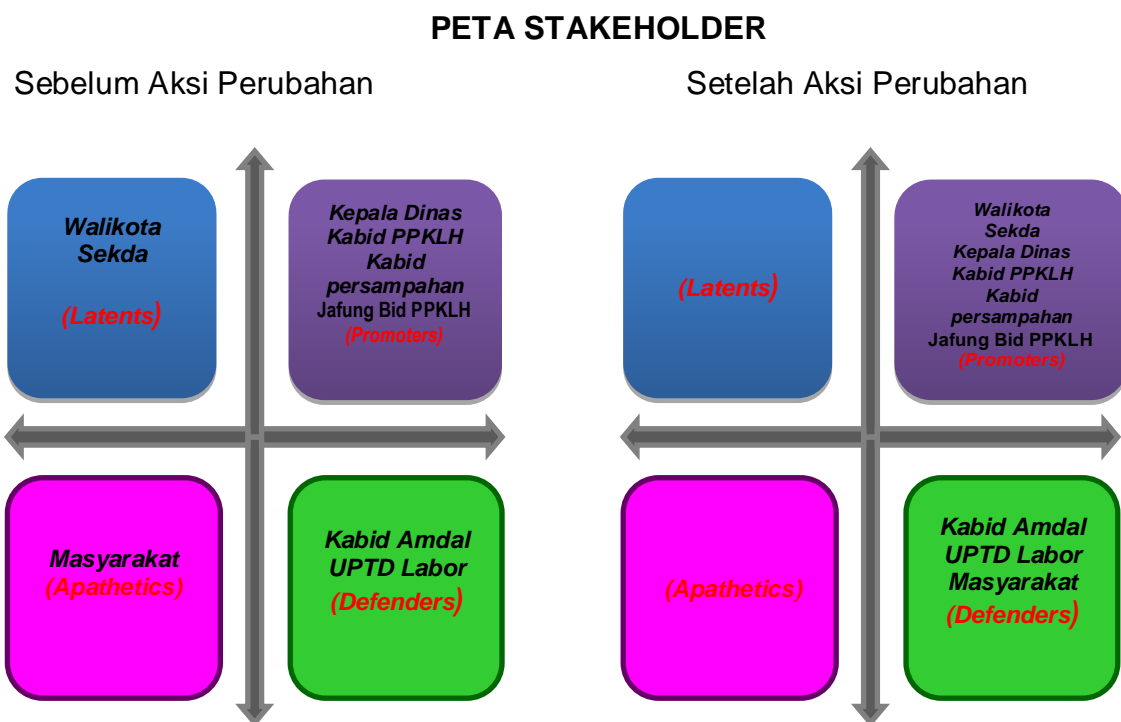 PETA STAKEHOLDER
Sebelum Aksi Perubahan
Setelah Aksi Perubahan
Walikota
Sekda
(Latents)
Kepala Dinas
Kabid PPKLH
Kabid
persampahan
Jafung Bid PPKLH
(Promoters)
Masyarakat
(Apathetics)
Kabid Amdal
UPTD Labor
(Defenders)
(Latents)
Walikota
Sekda
Kepala Dinas
Kabid PPKLH
Kabid
persampahan
Jafung Bid PPKLH
(Promoters)
(Apathetics)
Kabid Amdal
UPTD Labor
Masyarakat
(Defenders)